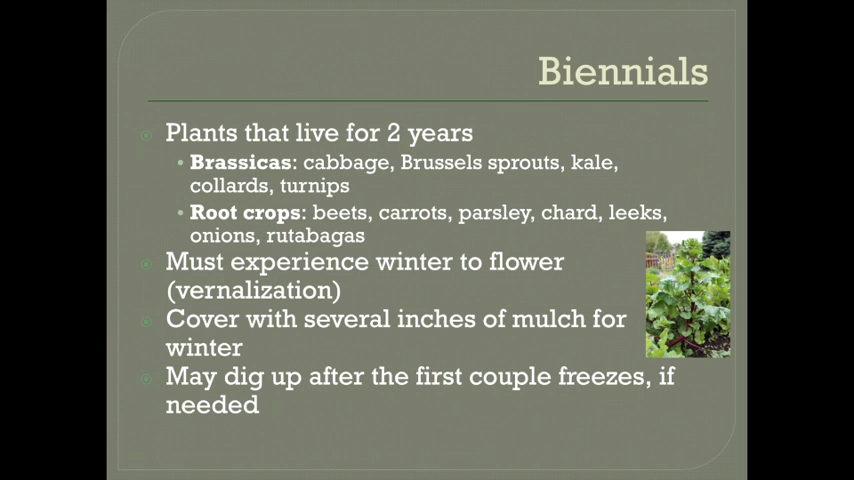 Biennials
Plants that live for 2 years
Brassicas: cabbage, Brussels sprouts, kale,
collards, turnips
Root crops: beets, carrots, parsley, chard, leeks,
onions, rutabagas
Must experience winter to flower
(vernalization)
Cover with several inches of mulch for
winter
May dig up after the first couple freezes, if
needed